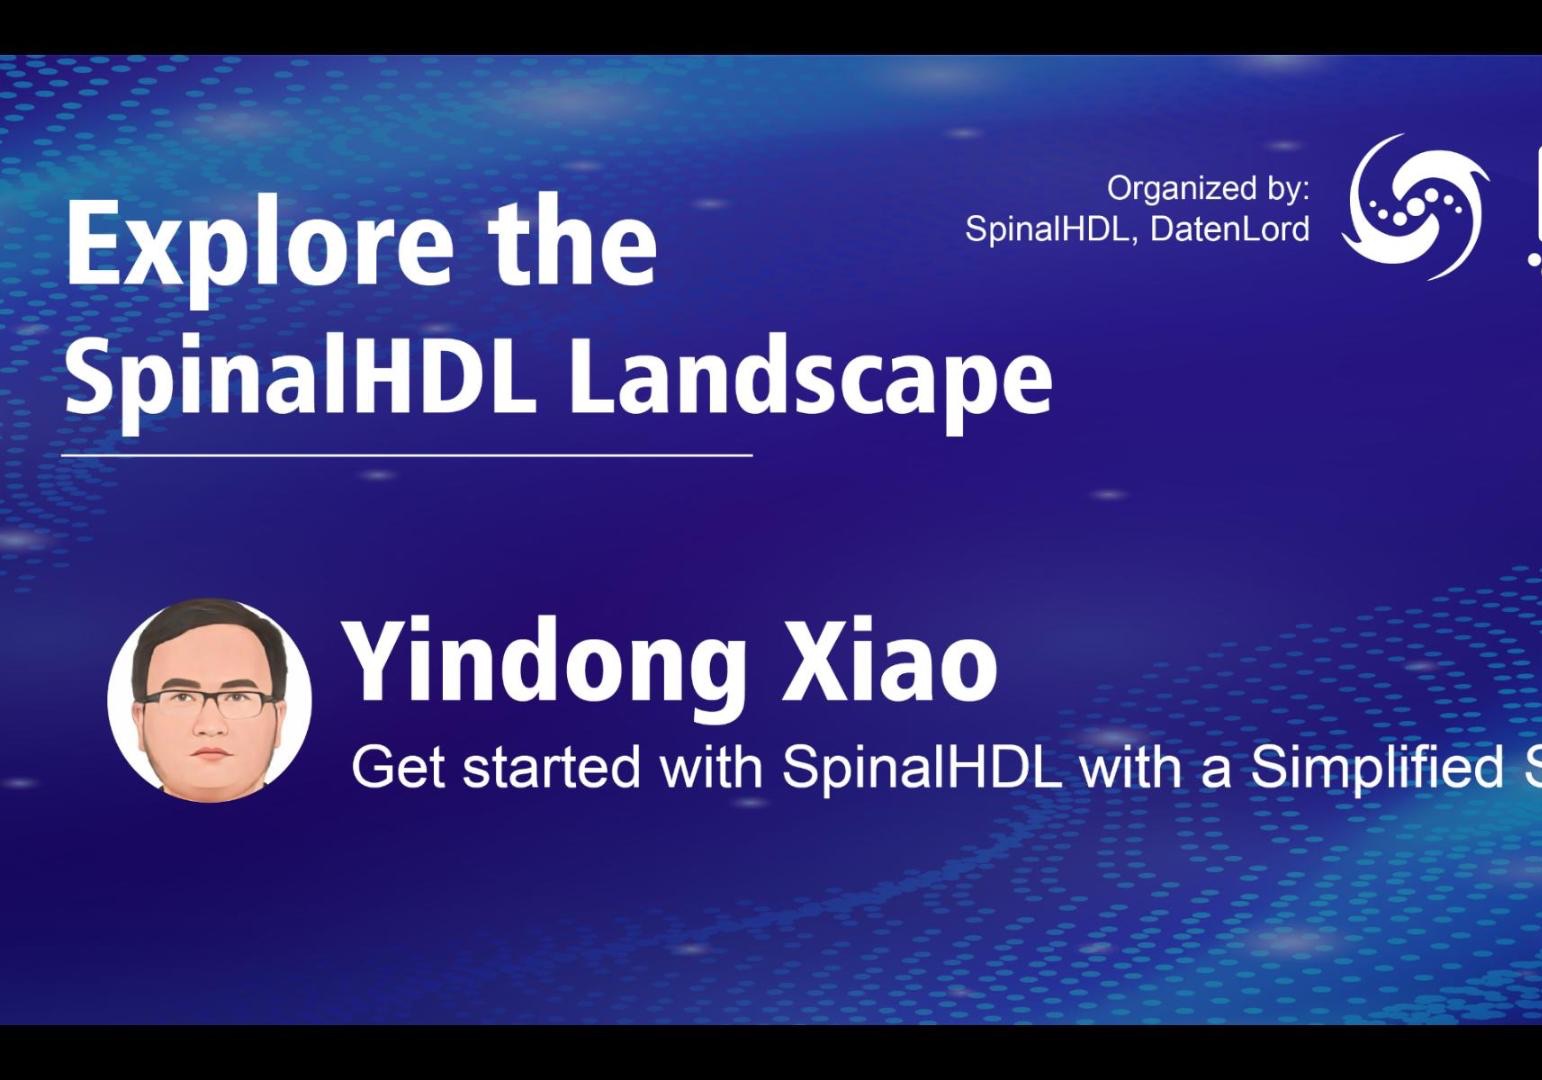 Organized by:
SpinalHDL, DatenLord
Explore the
SpinalHDL Landscape
Yindong Xiao
Get started with SpinalHDL with a Simplified